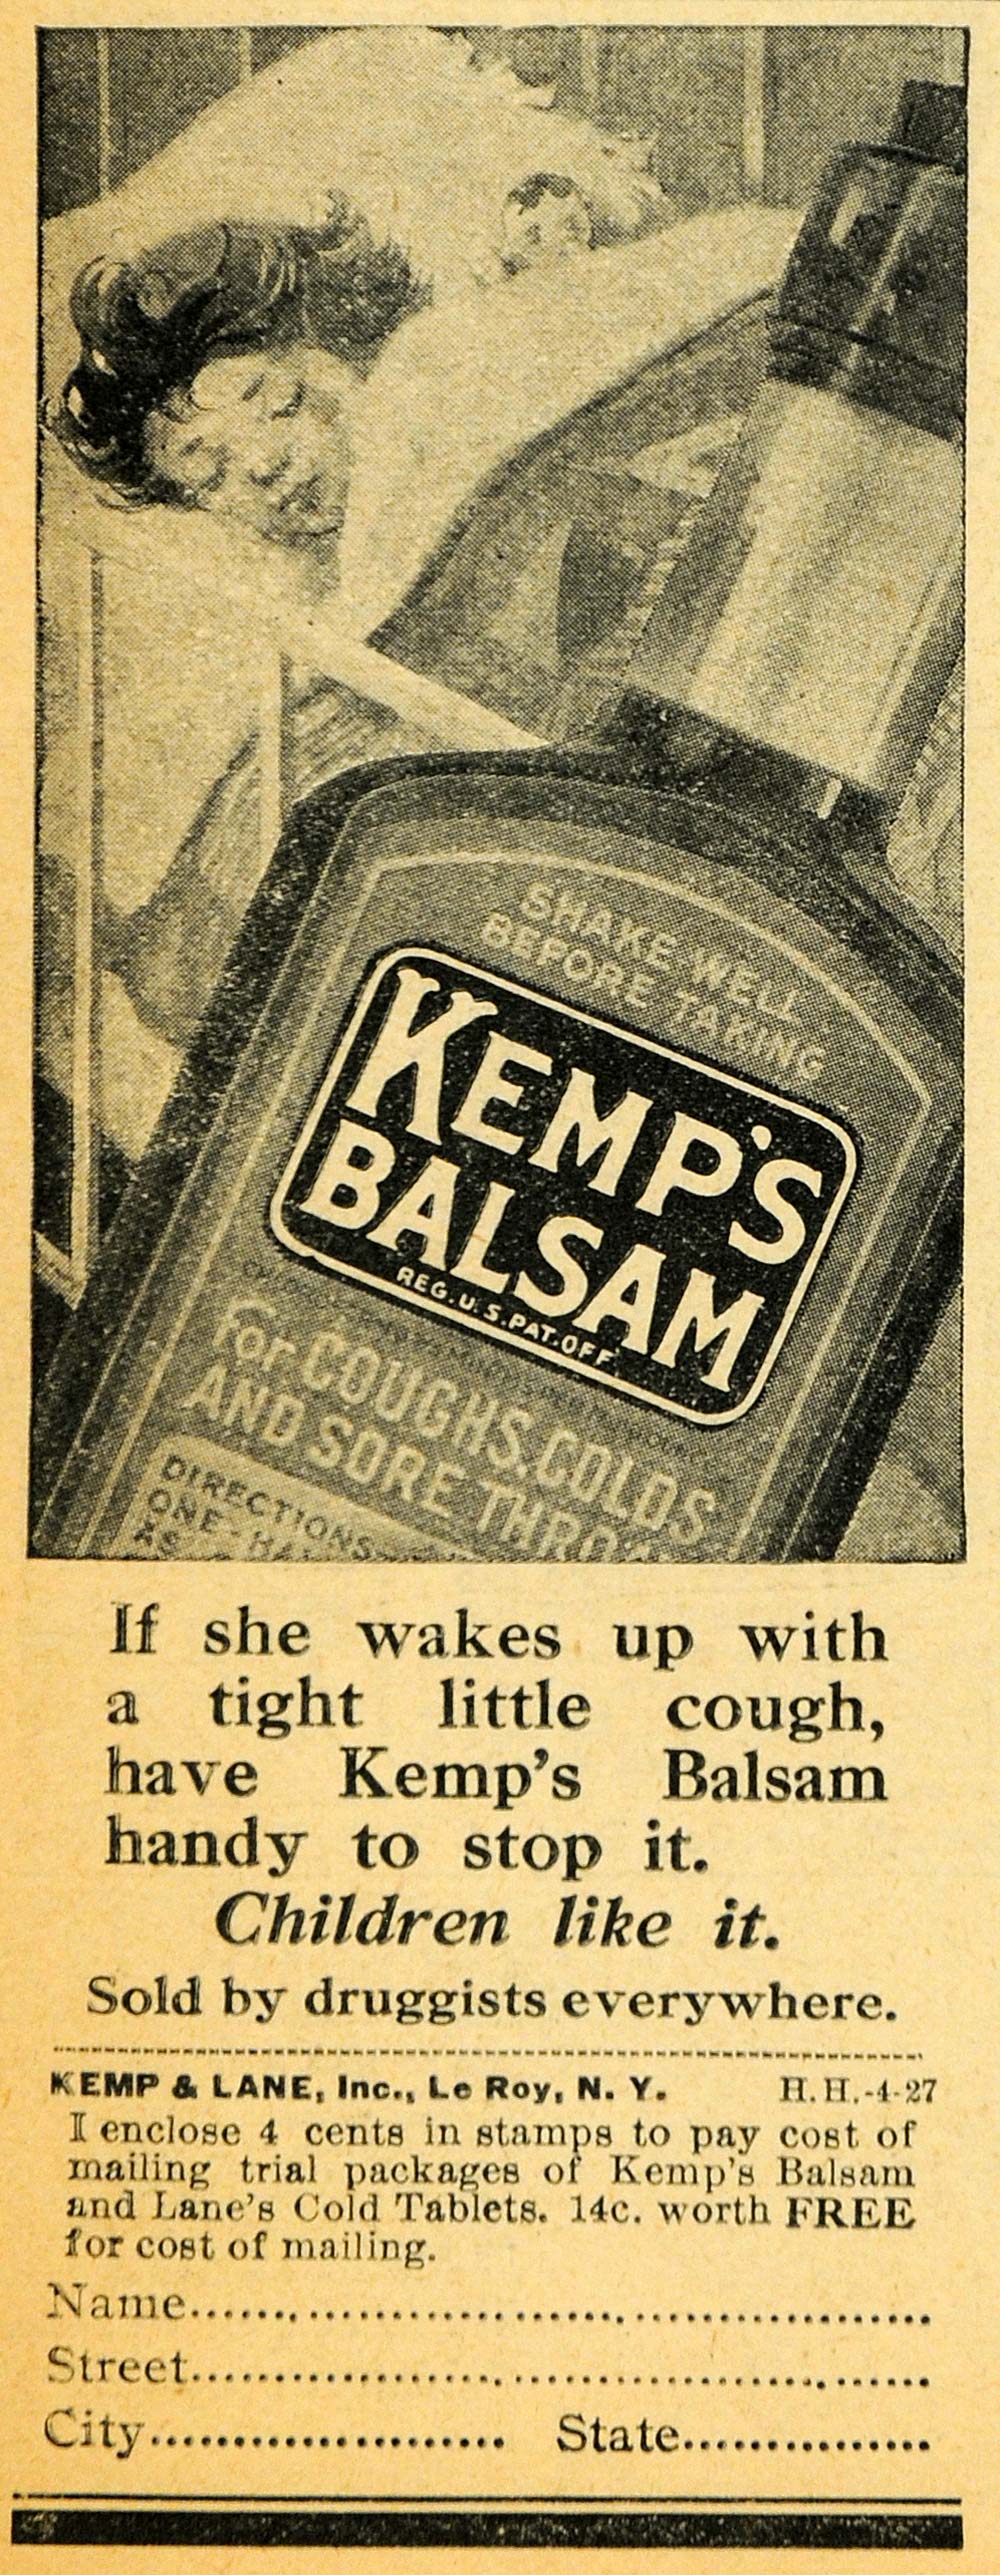 SHAKE WELL
BEFORE TAKING
KEMP'S
BALSAM
REG. U.S. PAT. OFF.
For COUGHS, COLDS
AND SORE
DIRECTIONS
AS
If she wakes up with
a tight little cough,
have Kemp's Balsam
handy to stop it.
Children like it.
Sold by druggists everywhere.
KEMP & LANE, Inc., Le Roy, N. Y. H. H.-4-27
I enclose 4 cents in stamps to pay cost of
mailing trial packages of Kemp's Balsam
and Lane's Cold Tablets. 14c. worth FREE
for cost of mailing.
Name
Street
City State